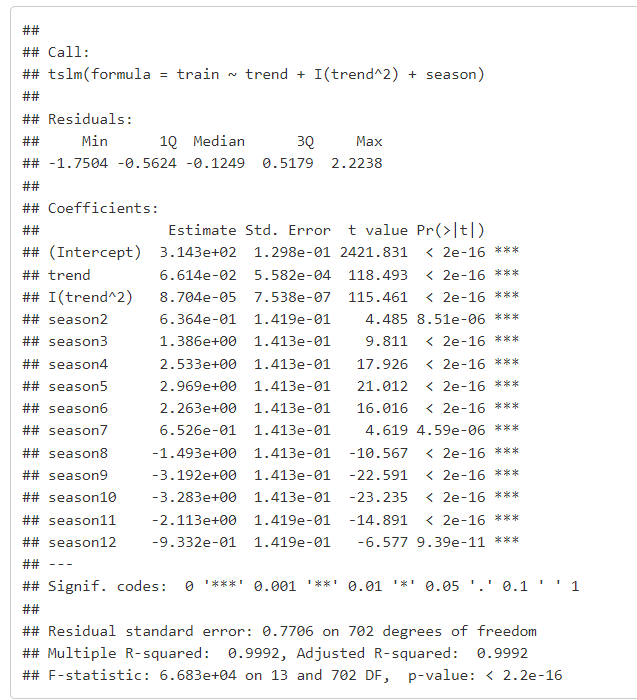 ##
## Call:
## tslm(formula = train ~ trend + I(trend^2) + season)
##
## Residuals:
##     Min      1Q  Median      3Q     Max
## -1.7504 -0.5624 -0.1249  0.5179  2.2238
##
## Coefficients:
##               Estimate Std. Error  t value Pr(>|t|)
## (Intercept)  3.143e+02  1.298e-01 2421.831  < 2e-16 ***
## trend        6.614e-02  5.582e-04  118.493  < 2e-16 ***
## I(trend^2)   8.704e-05  7.538e-07  115.461  < 2e-16 ***
## season2      6.364e-01  1.419e-01    4.485 8.51e-06 ***
## season3      1.386e+00  1.413e-01    9.811  < 2e-16 ***
## season4      2.533e+00  1.413e-01   17.926  < 2e-16 ***
## season5      2.969e+00  1.413e-01   21.012  < 2e-16 ***
## season6      2.263e+00  1.413e-01   16.016  < 2e-16 ***
## season7      6.526e-01  1.413e-01    4.619 4.59e-06 ***
## season8     -1.493e+00  1.413e-01  -10.567  < 2e-16 ***
## season9     -3.192e+00  1.413e-01  -22.591  < 2e-16 ***
## season10    -3.283e+00  1.413e-01  -23.235  < 2e-16 ***
## season11    -2.113e+00  1.419e-01  -14.891  < 2e-16 ***
## season12    -9.332e-01  1.419e-01   -6.577 9.39e-11 ***
## ---
## Signif. codes:  0 '***' 0.001 '**' 0.01 '*' 0.05 '.' 0.1 ' ' 1
##
## Residual standard error: 0.7706 on 702 degrees of freedom
## Multiple R-squared:  0.9992, Adjusted R-squared:  0.9992
## F-statistic: 6.683e+04 on 13 and 702 DF,  p-value: < 2.2e-16